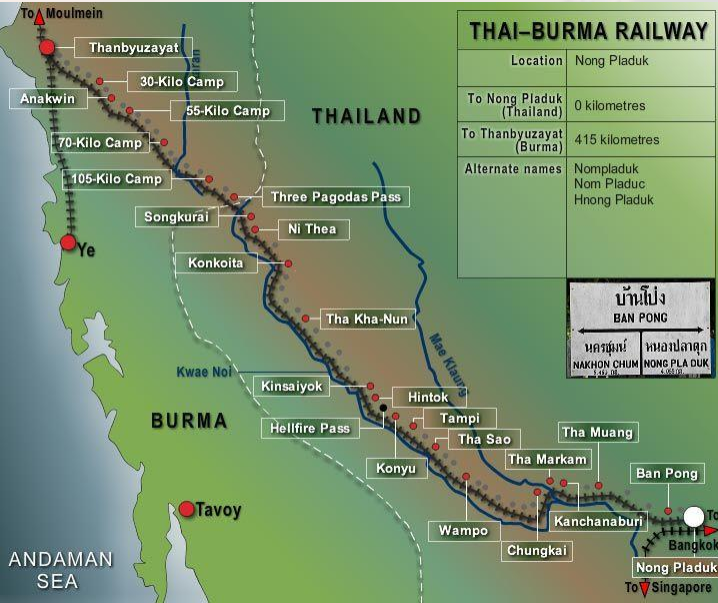 To Moulmein
THAI–BURMA RAILWAY
Location Nong Pladuk
To Nong Pladuk (Thailand) 0 kilometres
To Thanbyuzayat (Burma) 415 kilometres
Alternate names Nompladuk
Nom Pladuc
Hnong Pladuk
Thanbyuzayat
30-Kilo Camp
Anakwin
55-Kilo Camp
THAILAND
70-Kilo Camp
105-Kilo Camp
Three Pagodas Pass
Songkurai
Ni Thea
Ye
Konkoita
บ้านโป่ง
BAN PONG
นครชุมน์ หนองปลาดุก
NAKHON CHUM NONG PLA DUK
Tha Kha-Nun
Mae Klaung
Kwae Noi
Kinsaiyok
Hintok
BURMA
Hellfire Pass
Tampi
Tha Sao
Konyu
Tha Muang
Tha Markam
Ban Pong
Tavoy
Wampo
Kanchanaburi
Chungkai
To Bangkok
Nong Pladuk
ANDAMAN
SEA
To Singapore